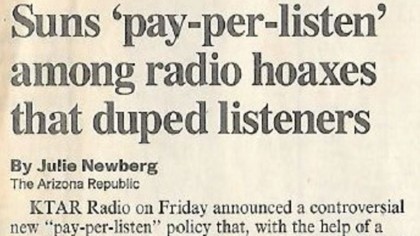 Suns ‘pay-per-listen’
among radio hoaxes
that duped listeners
By Julie Newberg
The Arizona Republic
KTAR Radio on Friday announced a controversial
new “pay-per-listen” policy that, with the help of a